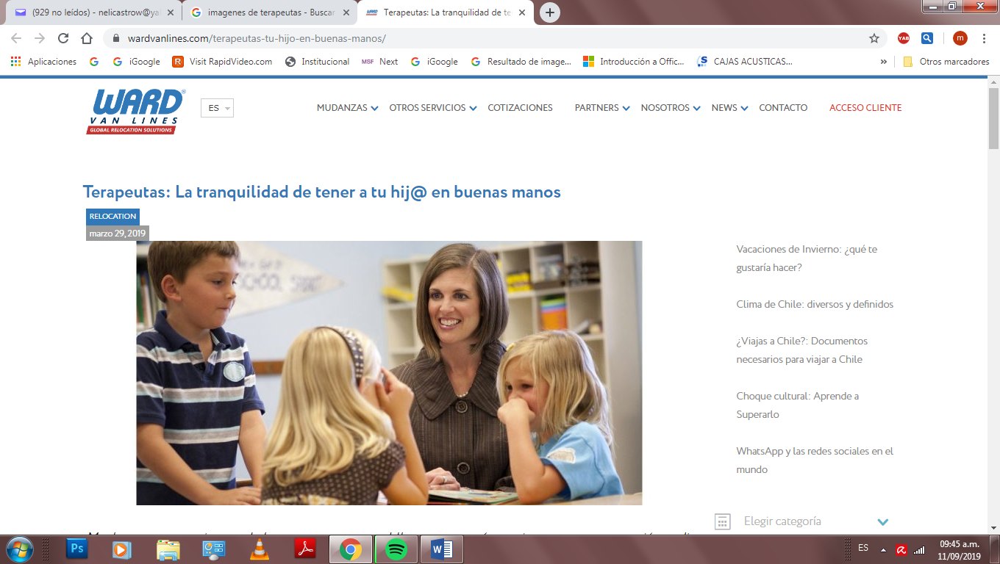 (929 no leídos) - nelicastrow@ya
imagenes de terapeutas - Buscar
Terapeutas: La tranquilidad de te
wardvanlines.com/terapeutas-tu-hijo-en-buenas-manos/
YAB
m
Aplicaciones
iGoogle
Visit RapidVideo.com
Institucional
MSF Next
iGoogle
Resultado de image...
Introducción a Offic...
CAJAS ACUSTICAS...
»
Otros marcadores
WARD®
VAN LINES
GLOBAL RELOCATION SOLUTIONS
ES
MUDANZAS
OTROS SERVICIOS
COTIZACIONES
PARTNERS
NOSOTROS
NEWS
CONTACTO
ACCESO CLIENTE
Terapeutas: La tranquilidad de tener a tu hij@ en buenas manos
RELOCATION
marzo 29, 2019
SCHOOL
Vacaciones de Invierno: ¿qué te
gustaría hacer?
Clima de Chile: diversos y definidos
¿Viajas a Chile?: Documentos
necesarios para viajar a Chile
Choque cultural: Aprende a
Superarlo
WhatsApp y las redes sociales en el
mundo
Elegir categoría
Ps
W
ES
09:45 a.m.
11/09/2019